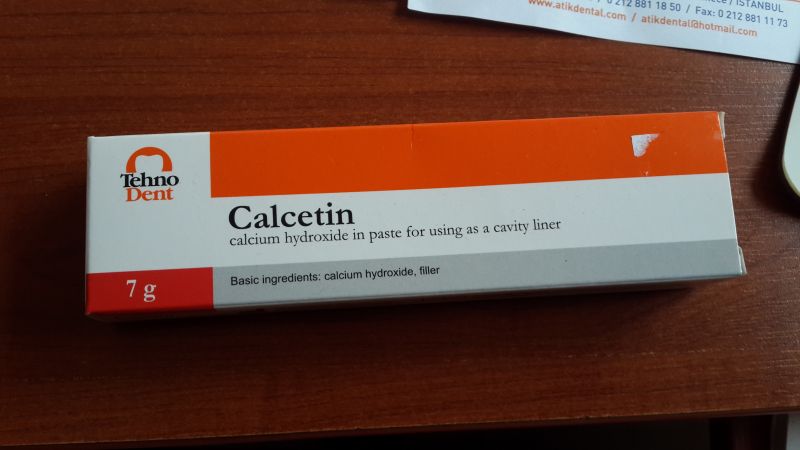 / İSTANBUL
0 212 881 18 50 / Fax: 0 212 881 11 73
www.atikdental.com / atikdental@hotmail.com
Tehno
Dent
Calcetin
calcium hydroxide in paste for using as a cavity liner
7 g
Basic ingredients: calcium hydroxide, filler